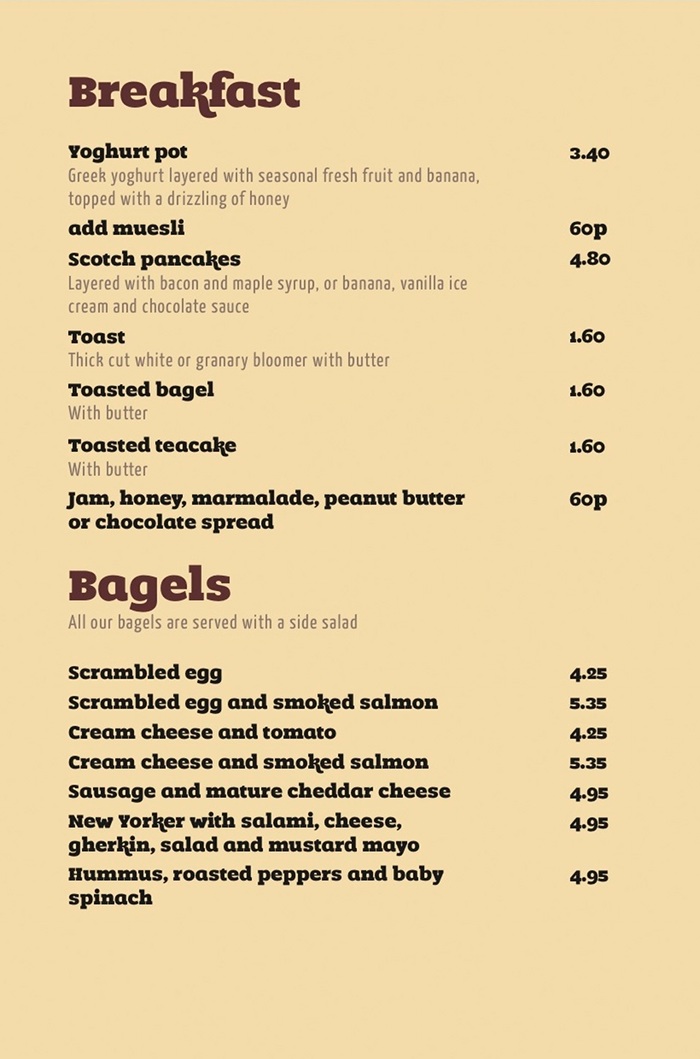 Breakfast
Yoghurt pot 3.40
Greek yoghurt layered with seasonal fresh fruit and banana,
topped with a drizzling of honey
add muesli 60p
Scotch pancakes 4.80
Layered with bacon and maple syrup, or banana, vanilla ice
cream and chocolate sauce
Toast 1.60
Thick cut white or granary bloomer with butter
Toasted bagel 1.60
With butter
Toasted teacake 1.60
With butter
Jam, honey, marmalade, peanut butter 60p
or chocolate spread
Bagels
All our bagels are served with a side salad
Scrambled egg 4.25
Scrambled egg and smoked salmon 5.35
Cream cheese and tomato 4.25
Cream cheese and smoked salmon 5.35
Sausage and mature cheddar cheese 4.95
New Yorker with salami, cheese, 4.95
gherkin, salad and mustard mayo
Hummus, roasted peppers and baby 4.95
spinach